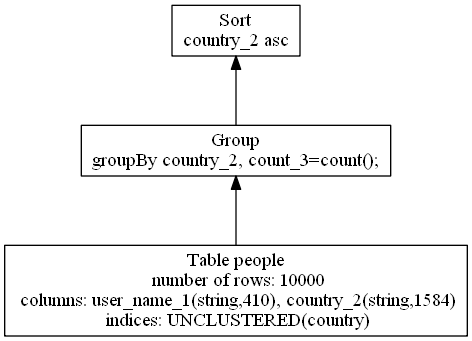 Sort
country_2 asc
Group
groupBy country_2, count_3=count();
Table people
number of rows: 10000
columns: user_name_1(string,410), country_2(string,1584)
indices: UNCLUSTERED(country)